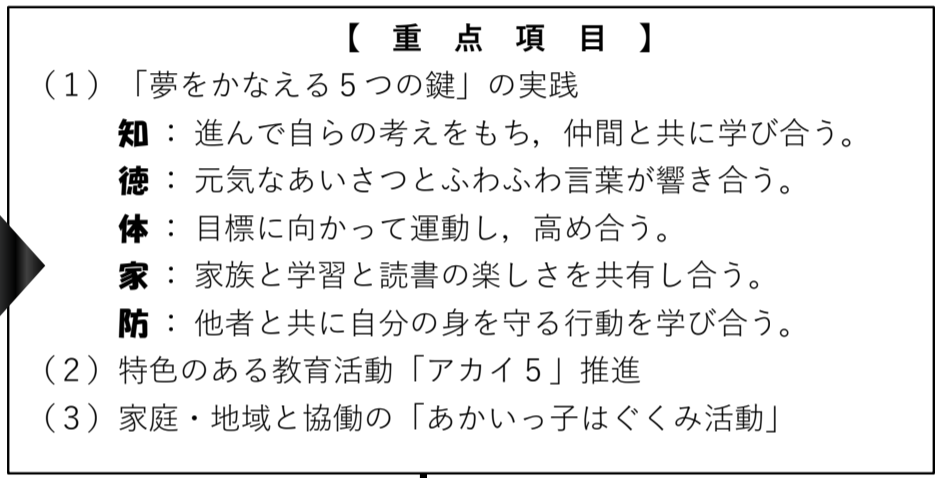 【　重　点　項　目　】
（１）「夢をかなえる５つの鍵」の実践
知：進んで自らの考えをもち，仲間と共に学び合う。
徳：元気なあいさつとふわふわ言葉が響き合う。
体：目標に向かって運動し，高め合う。
家：家族と学習と読書の楽しさを共有し合う。
防：他者と共に自分の身を守る行動を学び合う。
（２）特色のある教育活動「アカイ５」推進
（３）家庭・地域と協働の「あかいっ子はぐくみ活動」